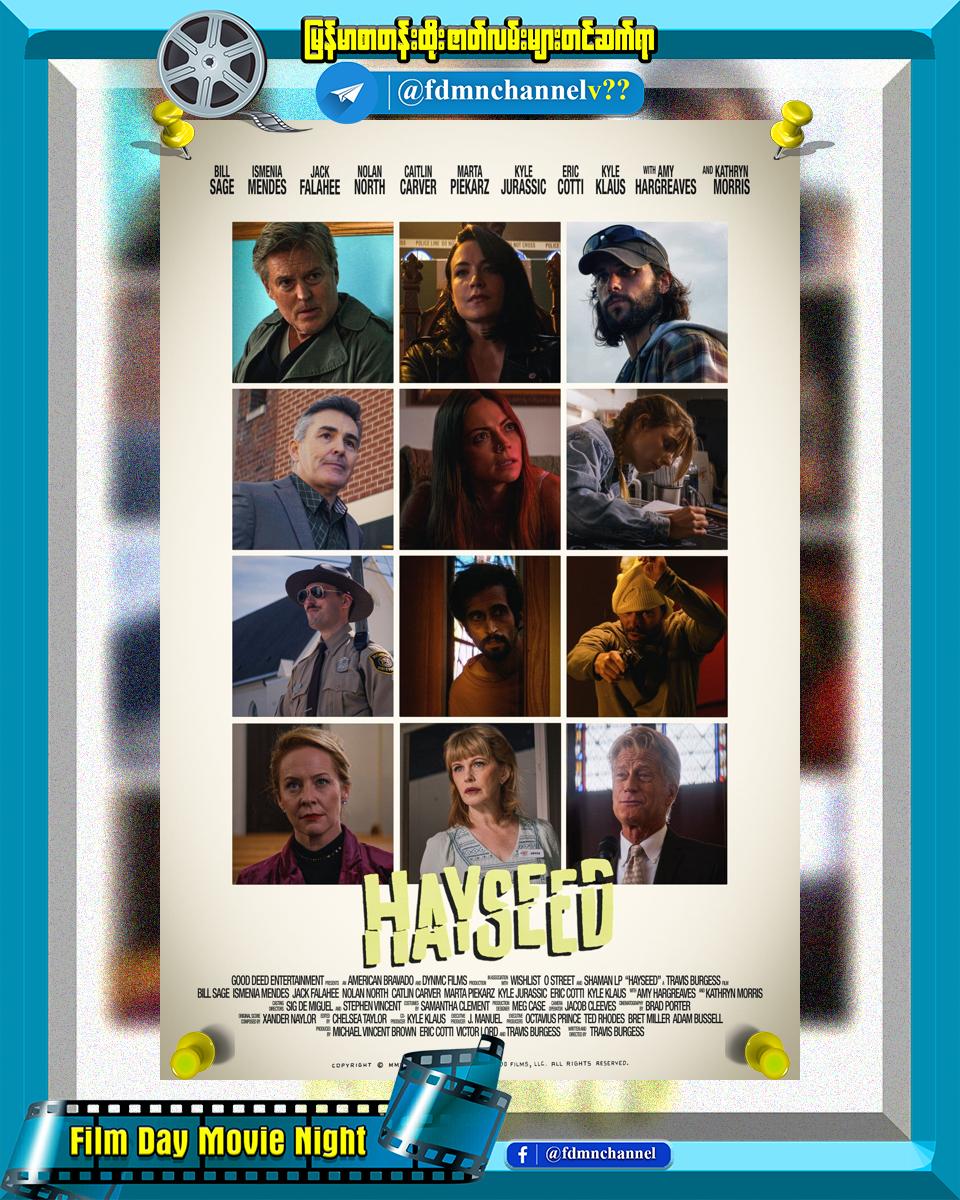 မြန်မာစာတန်းထိုးဇာတ်လမ်းများတင်ဆက်ရာ
@fdmnchannelv??
BILL SAGE ISMENIA MENDES JACK FALAHEE NOLAN NORTH CAITLIN CARVER MARTA PIEKARZ KYLE JURASSIC ERIC COTTI KYLE KLAUS WITH AMY HARGREAVES AND KATHRYN MORRIS
POLICE LINE DO NOT CROSS
HAYSEED
GOOD DEED ENTERTAINMENT PRESENTS AN AMERICAN BRAVADO AND DYNMC FILMS PRODUCTION IN ASSOCIATION WITH WISHLIST O STREET AND SHAMAN LP "HAYSEED" A TRAVIS BURGESS FILM
BILL SAGE ISMENIA MENDES JACK FALAHEE NOLAN NORTH CAITLIN CARVER MARTA PIEKARZ KYLE JURASSIC ERIC COTTI KYLE KLAUS WITH AMY HARGREAVES AND KATHRYN MORRIS
CASTING DIRECTORS SIG DE MIGUEL AND STEPHEN VINCENT COSTUMES BY SAMANTHA CLEMENT PRODUCTION DESIGNER MEG CASE CAMERA OPERATOR JACOB CLEEVES CINEMATOGRAPHY BY BRAD PORTER
ORIGINAL SCORE COMPOSED BY XANDER NAYLOR EDITED BY CHELSEA TAYLOR CO-PRODUCER KYLE KLAUS EXECUTIVE PRODUCER J. MANUEL EXECUTIVE PRODUCERS OCTAVIUS PRINCE TED RHODES BRET MILLER ADAM BUSSELL
PRODUCED BY MICHAEL VINCENT BROWN ERIC COTTI VICTOR LORD AND TRAVIS BURGESS WRITTEN AND DIRECTED BY TRAVIS BURGESS
COPYRIGHT © FILMS, LLC. ALL RIGHTS RESERVED.
Film Day Movie Night
@fdmnchannel